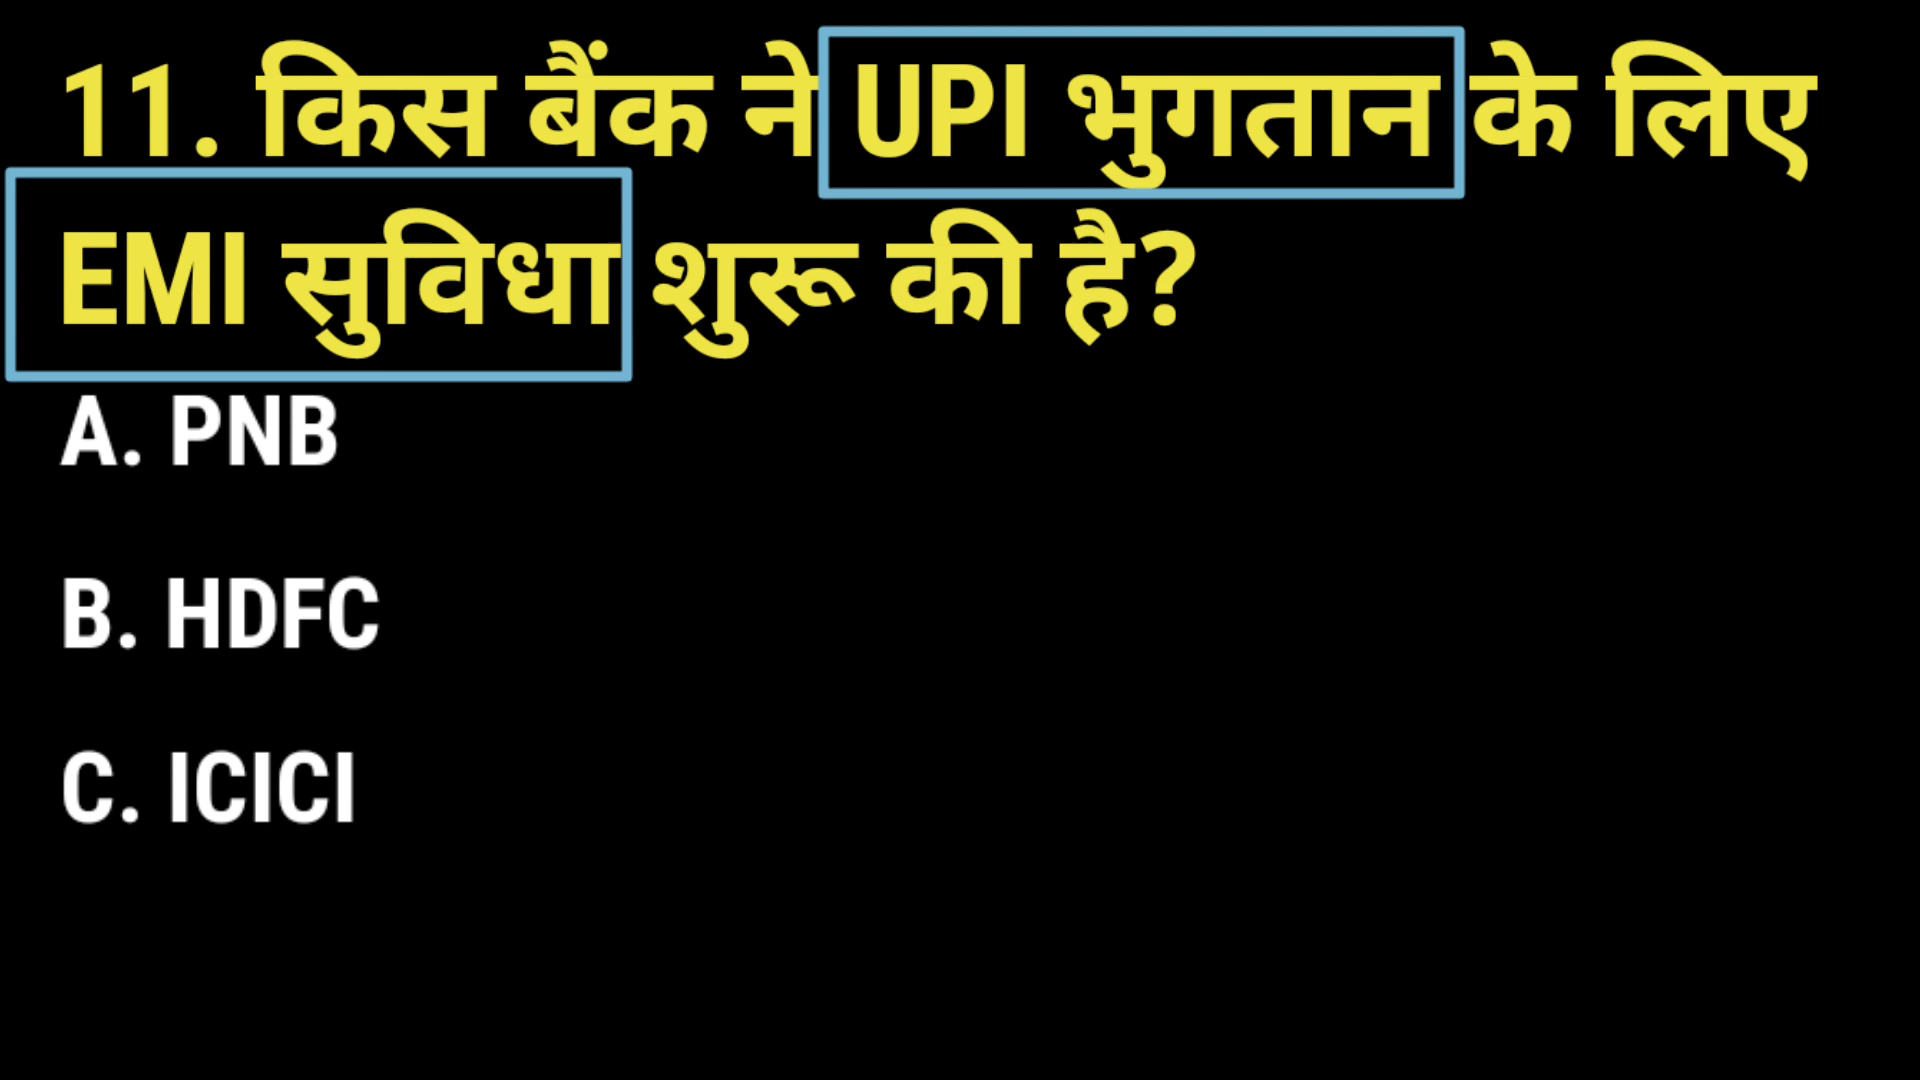 11. किस बैंक ने UPI भुगतान के लिए
EMI सुविधा शुरू की है?
A. PNB
B. HDFC
C. ICICI